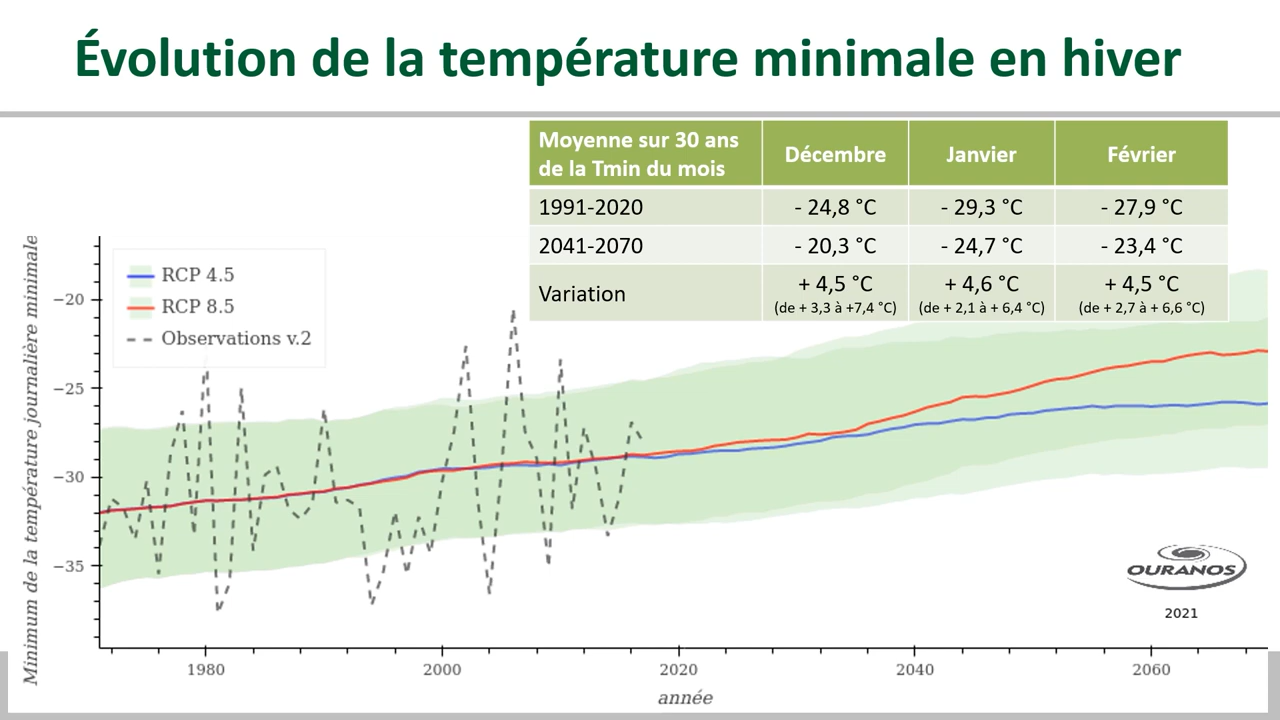 Évolution de la température minimale en hiver
Moyenne sur 30 ans de la Tmin du mois
Décembre
Janvier
Février
1991-2020
- 24,8 °C
- 29,3 °C
- 27,9 °C
2041-2070
- 20,3 °C
- 24,7 °C
- 23,4 °C
Variation
+ 4,5 °C
(de + 3,3 à +7,4 °C)
+ 4,6 °C
(de + 2,1 à + 6,4 °C)
+ 4,5 °C
(de + 2,7 à + 6,6 °C)
Minimum de la température journalière minimale
RCP 4.5
RCP 8.5
Observations v.2
−20
−25
−30
−35
1980
2000
2020
2040
2060
année
OURANOS
2021